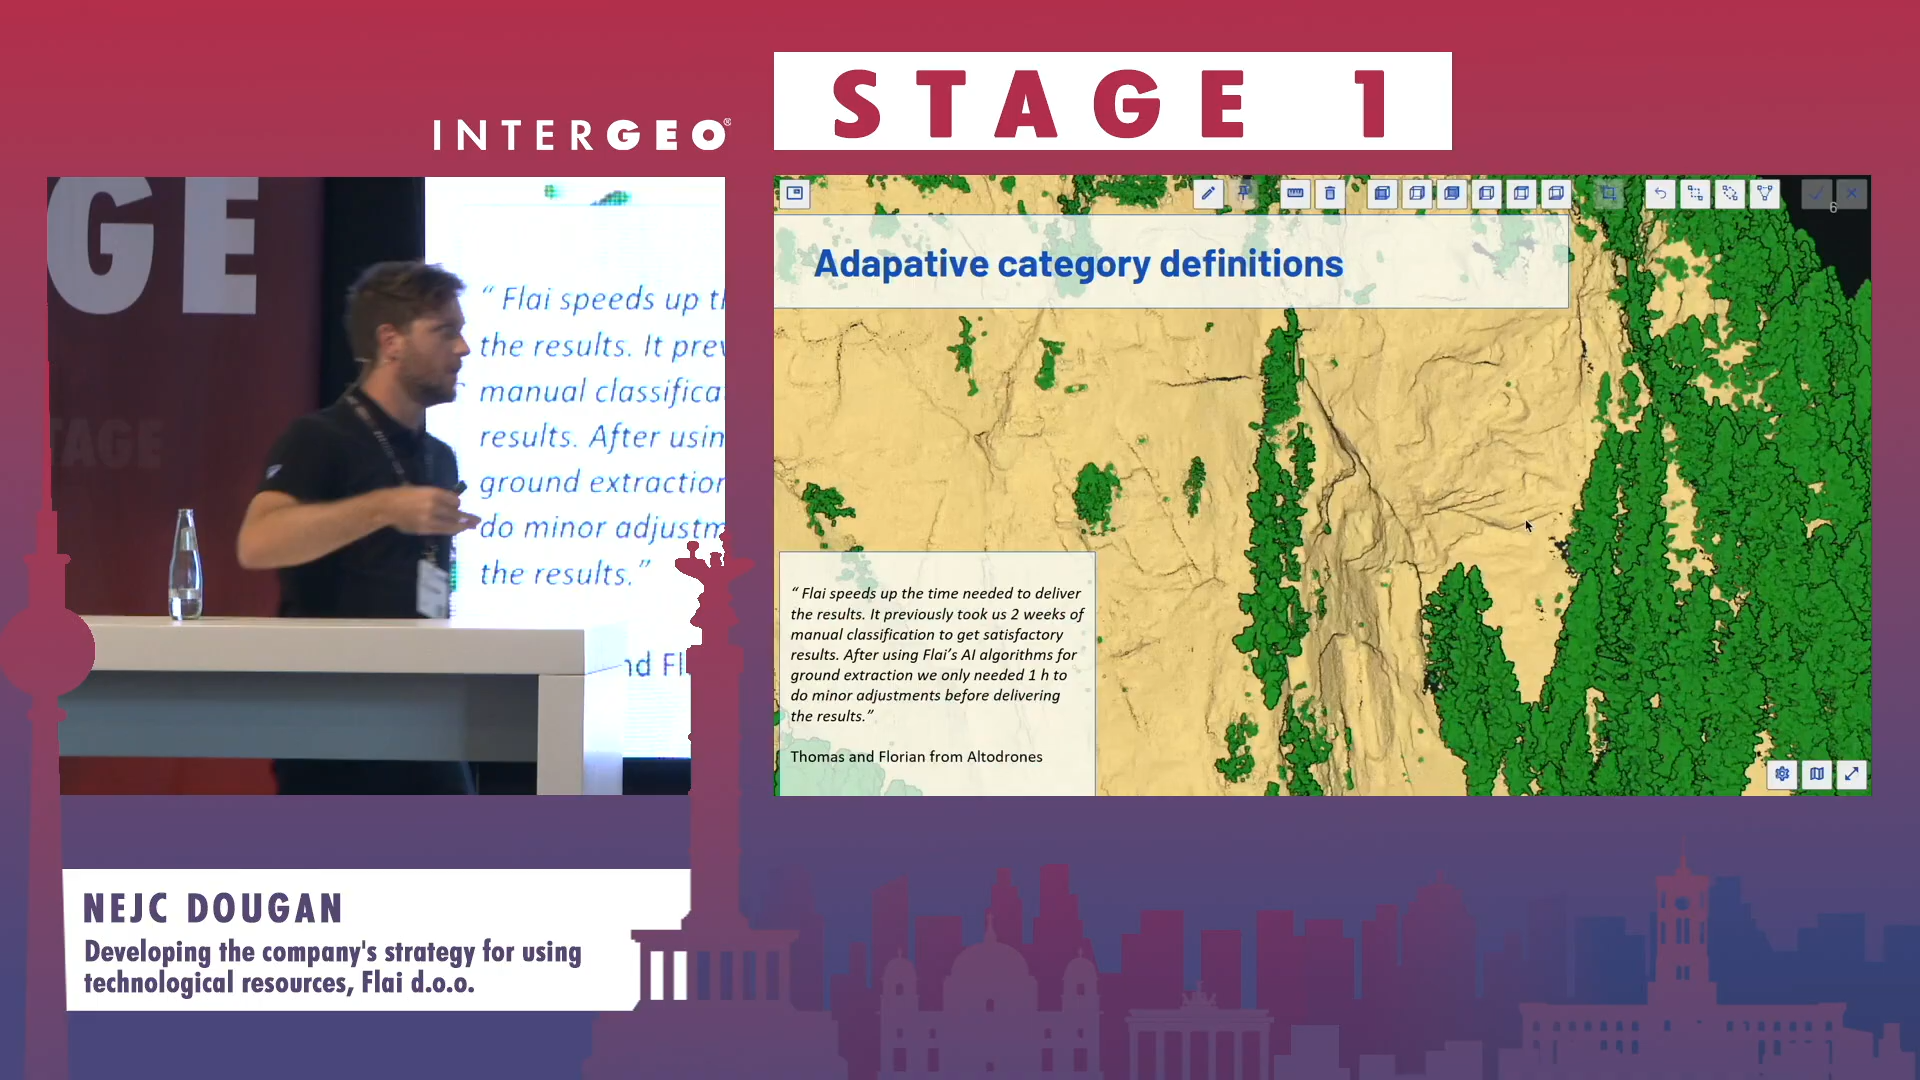 STAGE 1
INTERGEO®
GE
TAGE
“ Flai speeds up
the results. It
manual
results. After
ground extraction
do minor
the results.”
6
Adapative category definitions
“ Flai speeds up the time needed to deliver
the results. It previously took us 2 weeks of
manual classification to get satisfactory
results. After using Flai’s AI algorithms for
ground extraction we only needed 1 h to
do minor adjustments before delivering
the results.”
Thomas and Florian from Altodrones
NEJC DOUGAN
Developing the company's strategy for using
technological resources, Flai d.o.o.